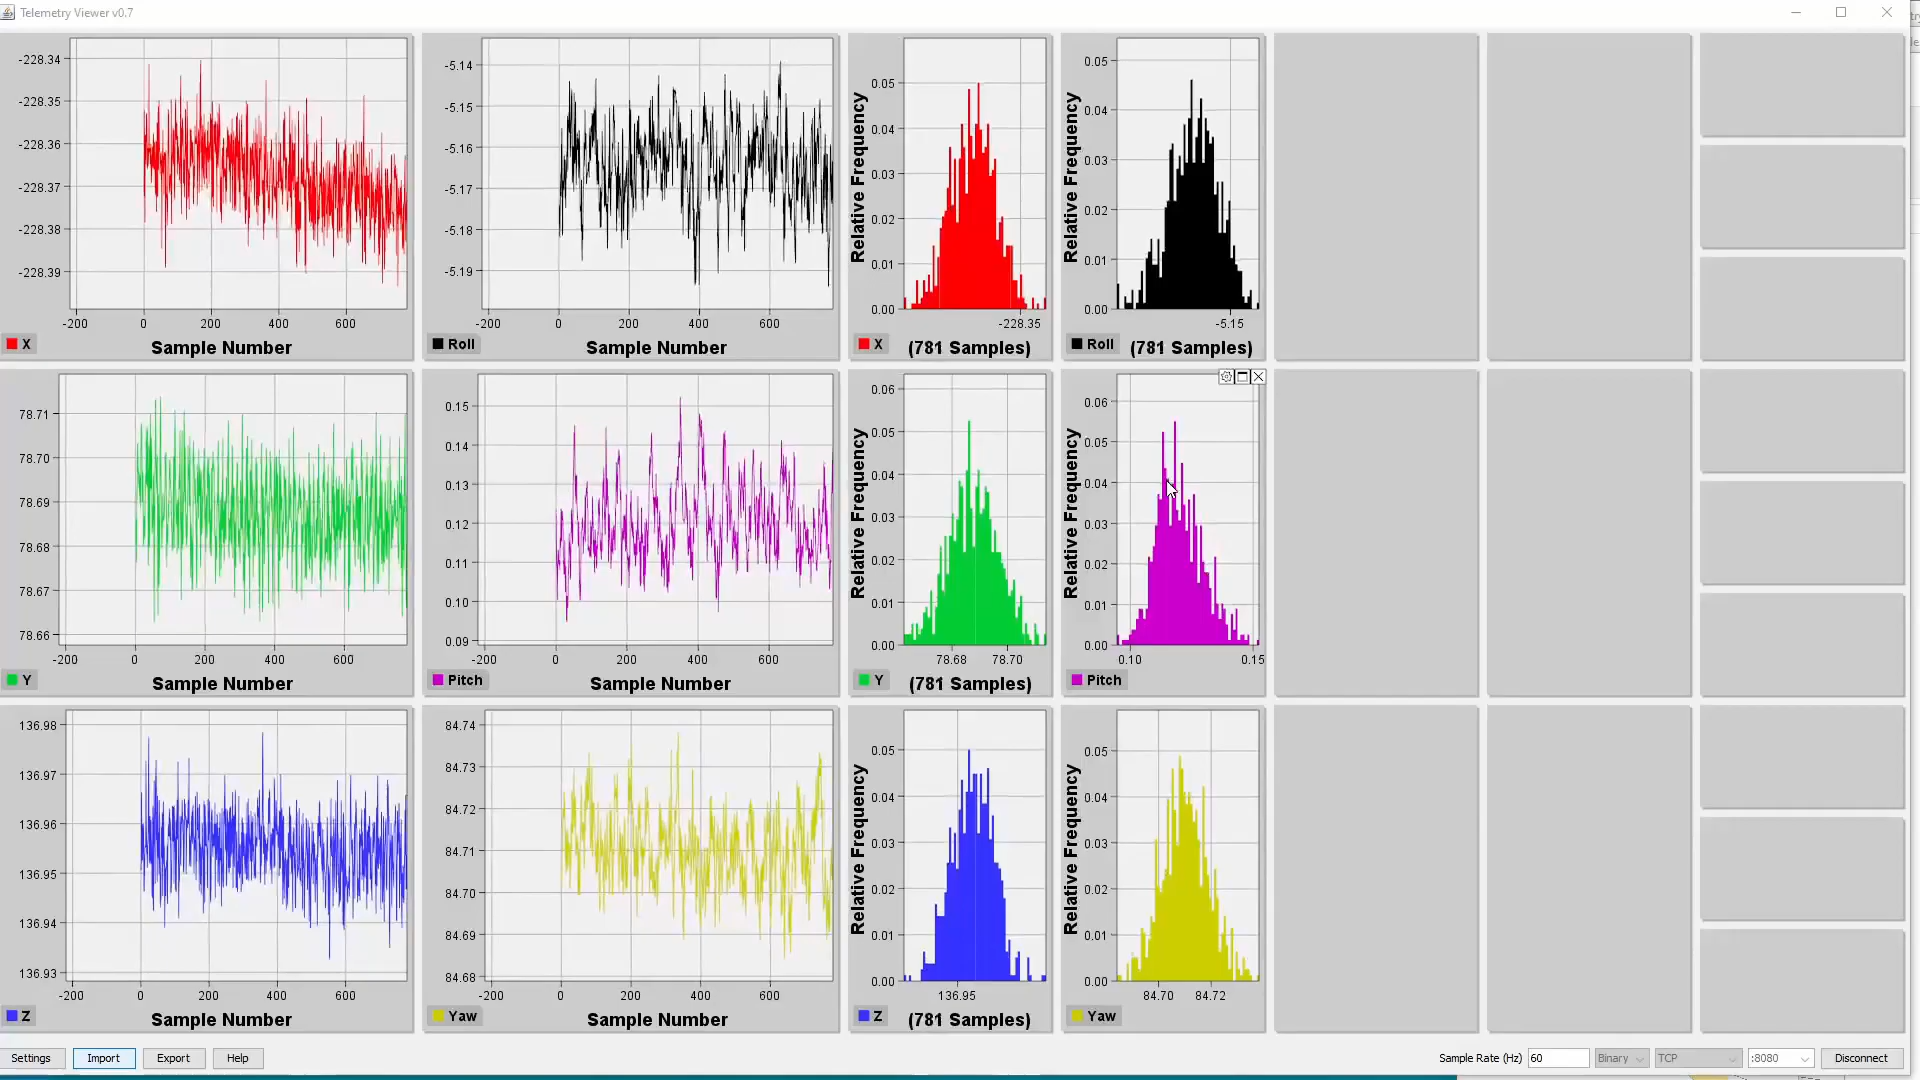 Telemetry Viewer v0.7
-228.34
-228.35
-228.36
-228.37
-228.38
-228.39
-200 0 200 400 600
X
Sample Number
-5.14
-5.15
-5.16
-5.17
-5.18
-5.19
-200 0 200 400 600
Roll
Sample Number
Relative Frequency
0.05
0.04
0.03
0.02
0.01
0.00
-228.35
X
(781 Samples)
Relative Frequency
0.05
0.04
0.03
0.02
0.01
0.00
-5.15
Roll
(781 Samples)
78.71
78.70
78.69
78.68
78.67
78.66
-200 0 200 400 600
Y
Sample Number
0.15
0.14
0.13
0.12
0.11
0.10
0.09
-200 0 200 400 600
Pitch
Sample Number
Relative Frequency
0.06
0.05
0.04
0.03
0.02
0.01
0.00
78.68 78.70
Y
(781 Samples)
Relative Frequency
0.06
0.05
0.04
0.03
0.02
0.01
0.00
0.10 0.15
Pitch
136.98
136.97
136.96
136.95
136.94
136.93
-200 0 200 400 600
Z
Sample Number
84.74
84.73
84.72
84.71
84.70
84.69
84.68
-200 0 200 400 600
Yaw
Sample Number
Relative Frequency
0.05
0.04
0.03
0.02
0.01
0.00
136.95
Z
(781 Samples)
Relative Frequency
0.05
0.04
0.03
0.02
0.01
0.00
84.70 84.72
Yaw
Settings Import Export Help Sample Rate (Hz) 60 Binary TCP :8080 Disconnect